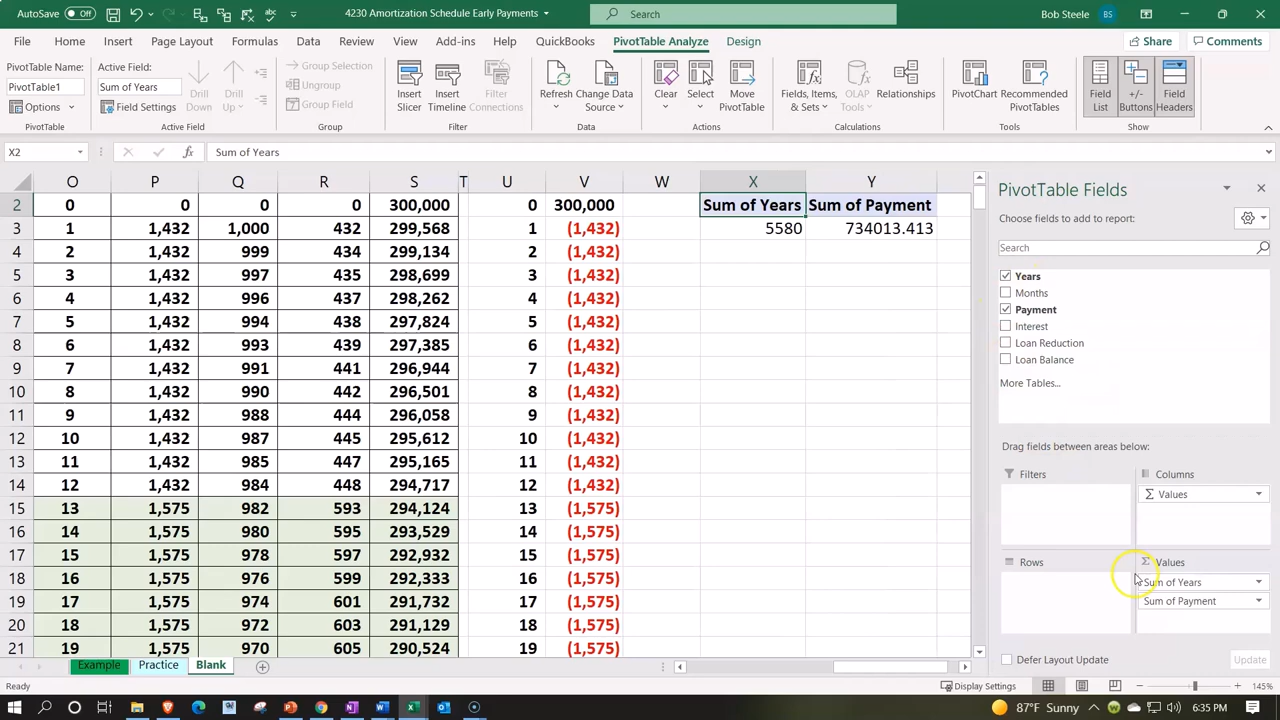 AutoSave Off 4230 Amortization Schedule Early Payments Search Bob Steele BS
File Home Insert Page Layout Formulas Data Review View Add-ins Help QuickBooks PivotTable Analyze Design Share Comments
PivotTable Name:
PivotTable1
Options
PivotTable
Active Field:
Sum of Years
Field Settings
Drill Down
Drill Up
Active Field
Group Selection
Ungroup
Group Field
Group
Insert Slicer
Insert Timeline
Filter Connections
Filter
Refresh
Change Data Source
Data
Clear
Select
Move PivotTable
Actions
Fields, Items, & Sets
OLAP Tools
Relationships
Calculations
PivotChart
Recommended PivotTables
Tools
Field List
+/- Buttons
Field Headers
Show
X2 fx Sum of Years
O P Q R S T U V W X Y
2 0 0 0 0 300,000 0 300,000 Sum of Years Sum of Payment
3 1 1,432 1,000 432 299,568 1 (1,432) 5580 734013.413
4 2 1,432 999 434 299,134 2 (1,432)
5 3 1,432 997 435 298,699 3 (1,432)
6 4 1,432 996 437 298,262 4 (1,432)
7 5 1,432 994 438 297,824 5 (1,432)
8 6 1,432 993 439 297,385 6 (1,432)
9 7 1,432 991 441 296,944 7 (1,432)
10 8 1,432 990 442 296,501 8 (1,432)
11 9 1,432 988 444 296,058 9 (1,432)
12 10 1,432 987 445 295,612 10 (1,432)
13 11 1,432 985 447 295,165 11 (1,432)
14 12 1,432 984 448 294,717 12 (1,432)
15 13 1,575 982 593 294,124 13 (1,575)
16 14 1,575 980 595 293,529 14 (1,575)
17 15 1,575 978 597 292,932 15 (1,575)
18 16 1,575 976 599 292,333 16 (1,575)
19 17 1,575 974 601 291,732 17 (1,575)
20 18 1,575 972 603 291,129 18 (1,575)
21 19 1,575 970 605 290,524 19 (1,575)
PivotTable Fields
Choose fields to add to report:
Search
Years
Months
Payment
Interest
Loan Reduction
Loan Balance
More Tables...
Drag fields between areas below:
Filters
Columns
Σ Values
Rows
Σ Values
Sum of Years
Sum of Payment
Defer Layout Update Update
Example Practice Blank
Ready Display Settings 145%
87°F Sunny 6:35 PM